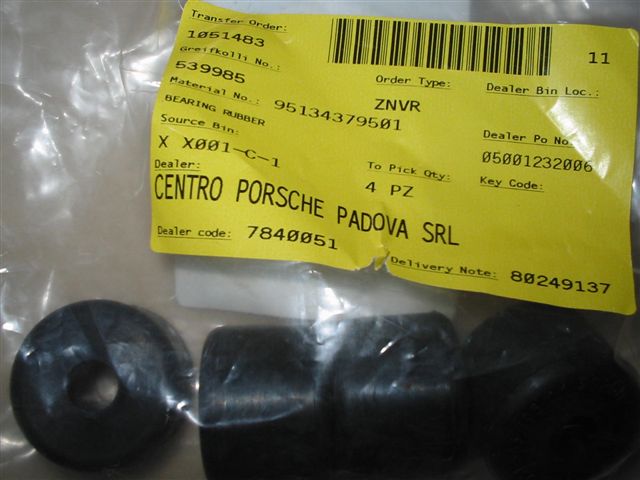 Transfer Order:
1051483
11
Greifkolli No.:
539985
Order Type:
ZNVR
Dealer Bin Loc.:
Material No.: 95134379501
BEARING RUBBER
Source Bin:
X X001-C-1
Dealer Po No
05001232006
To Pick Qty:
4 PZ
Key Code:
Dealer:
CENTRO PORSCHE PADOVA SRL
Dealer code: 7840051
Delivery Note: 80249137